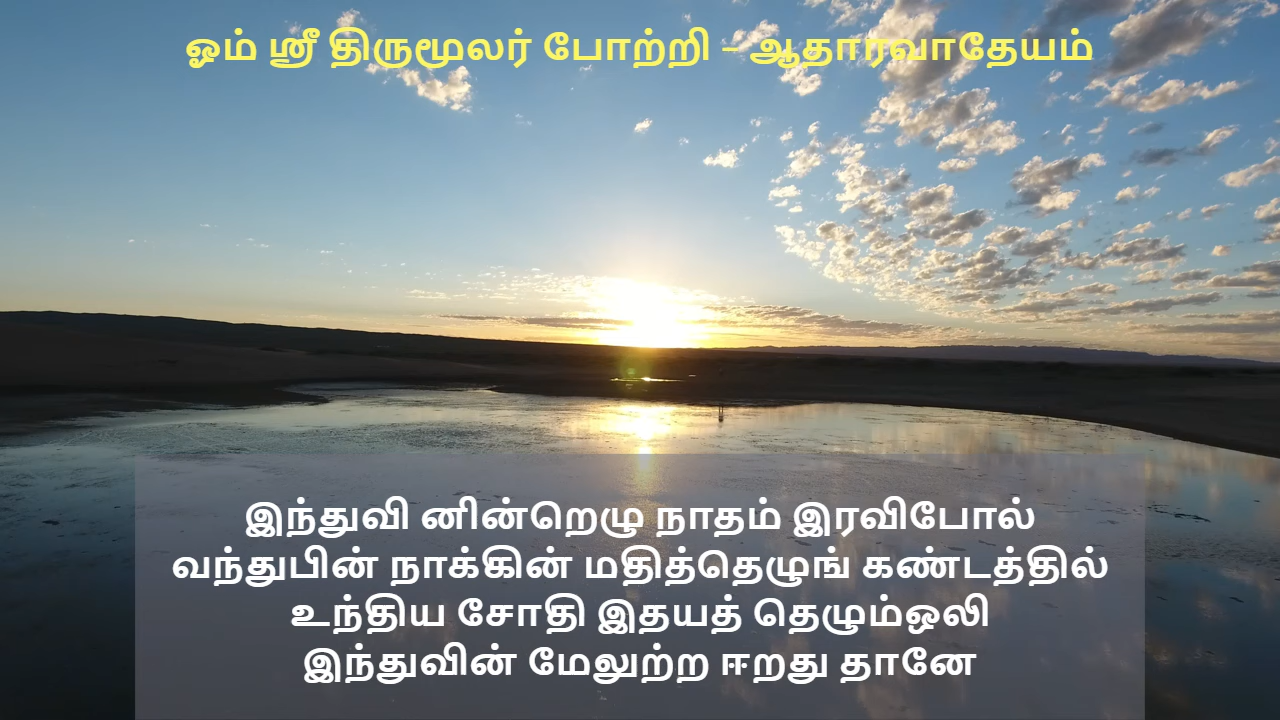 ஓம் ஸ்ரீ திருமூலர் போற்றி - ஆதாரவாதேயம்
இந்துவி னின்றெழு நாதம் இரவிபோல்
வந்துபின் நாக்கின் மதித்தெழுங் கண்டத்தில்
உந்திய சோதி இதயத் தெழும்ஒலி
இந்துவின் மேலுற்ற ஈறது தானே